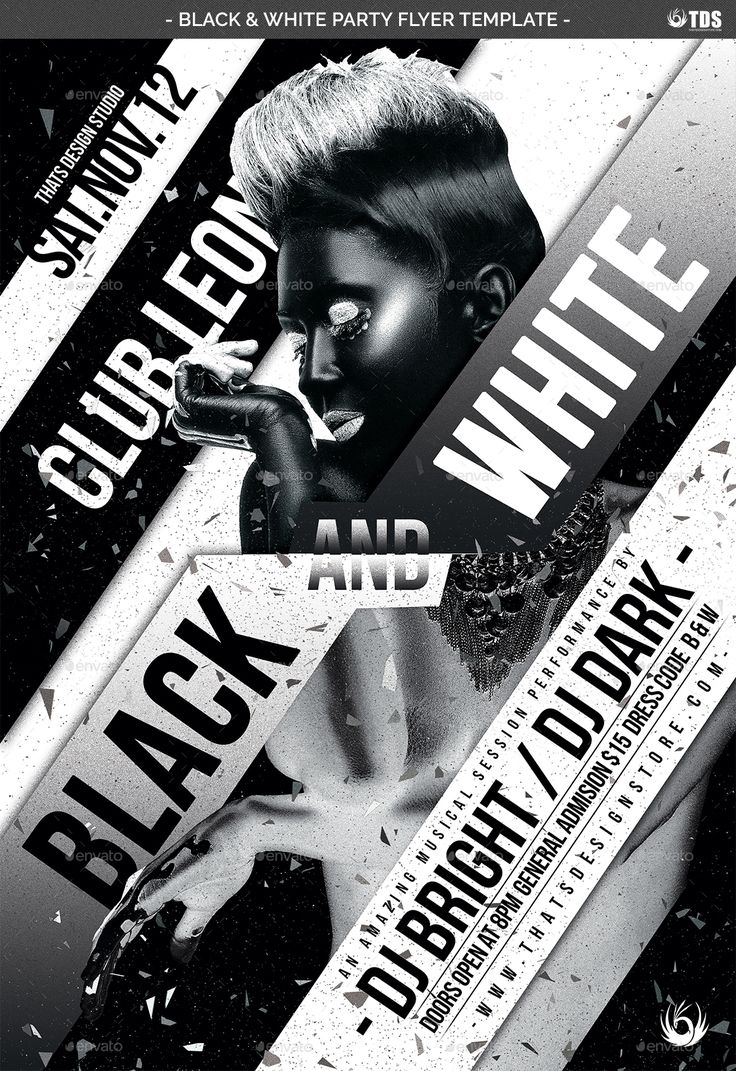 - BLACK & WHITE PARTY FLYER TEMPLATE -
TDS
THATS DESIGN STUDIO
SAT.NOV.12
CLUB LEON
WHITE
AND
BLACK
AN AMAZING MUSICAL SESSION PERFORMANCE BY
- DJ BRIGHT / DJ DARK -
DOORS OPEN AT 8PM GENERAL ADMISION $15 DRESS CODE B&W
- WWW.THATSDESIGNSTORE.COM -
envato